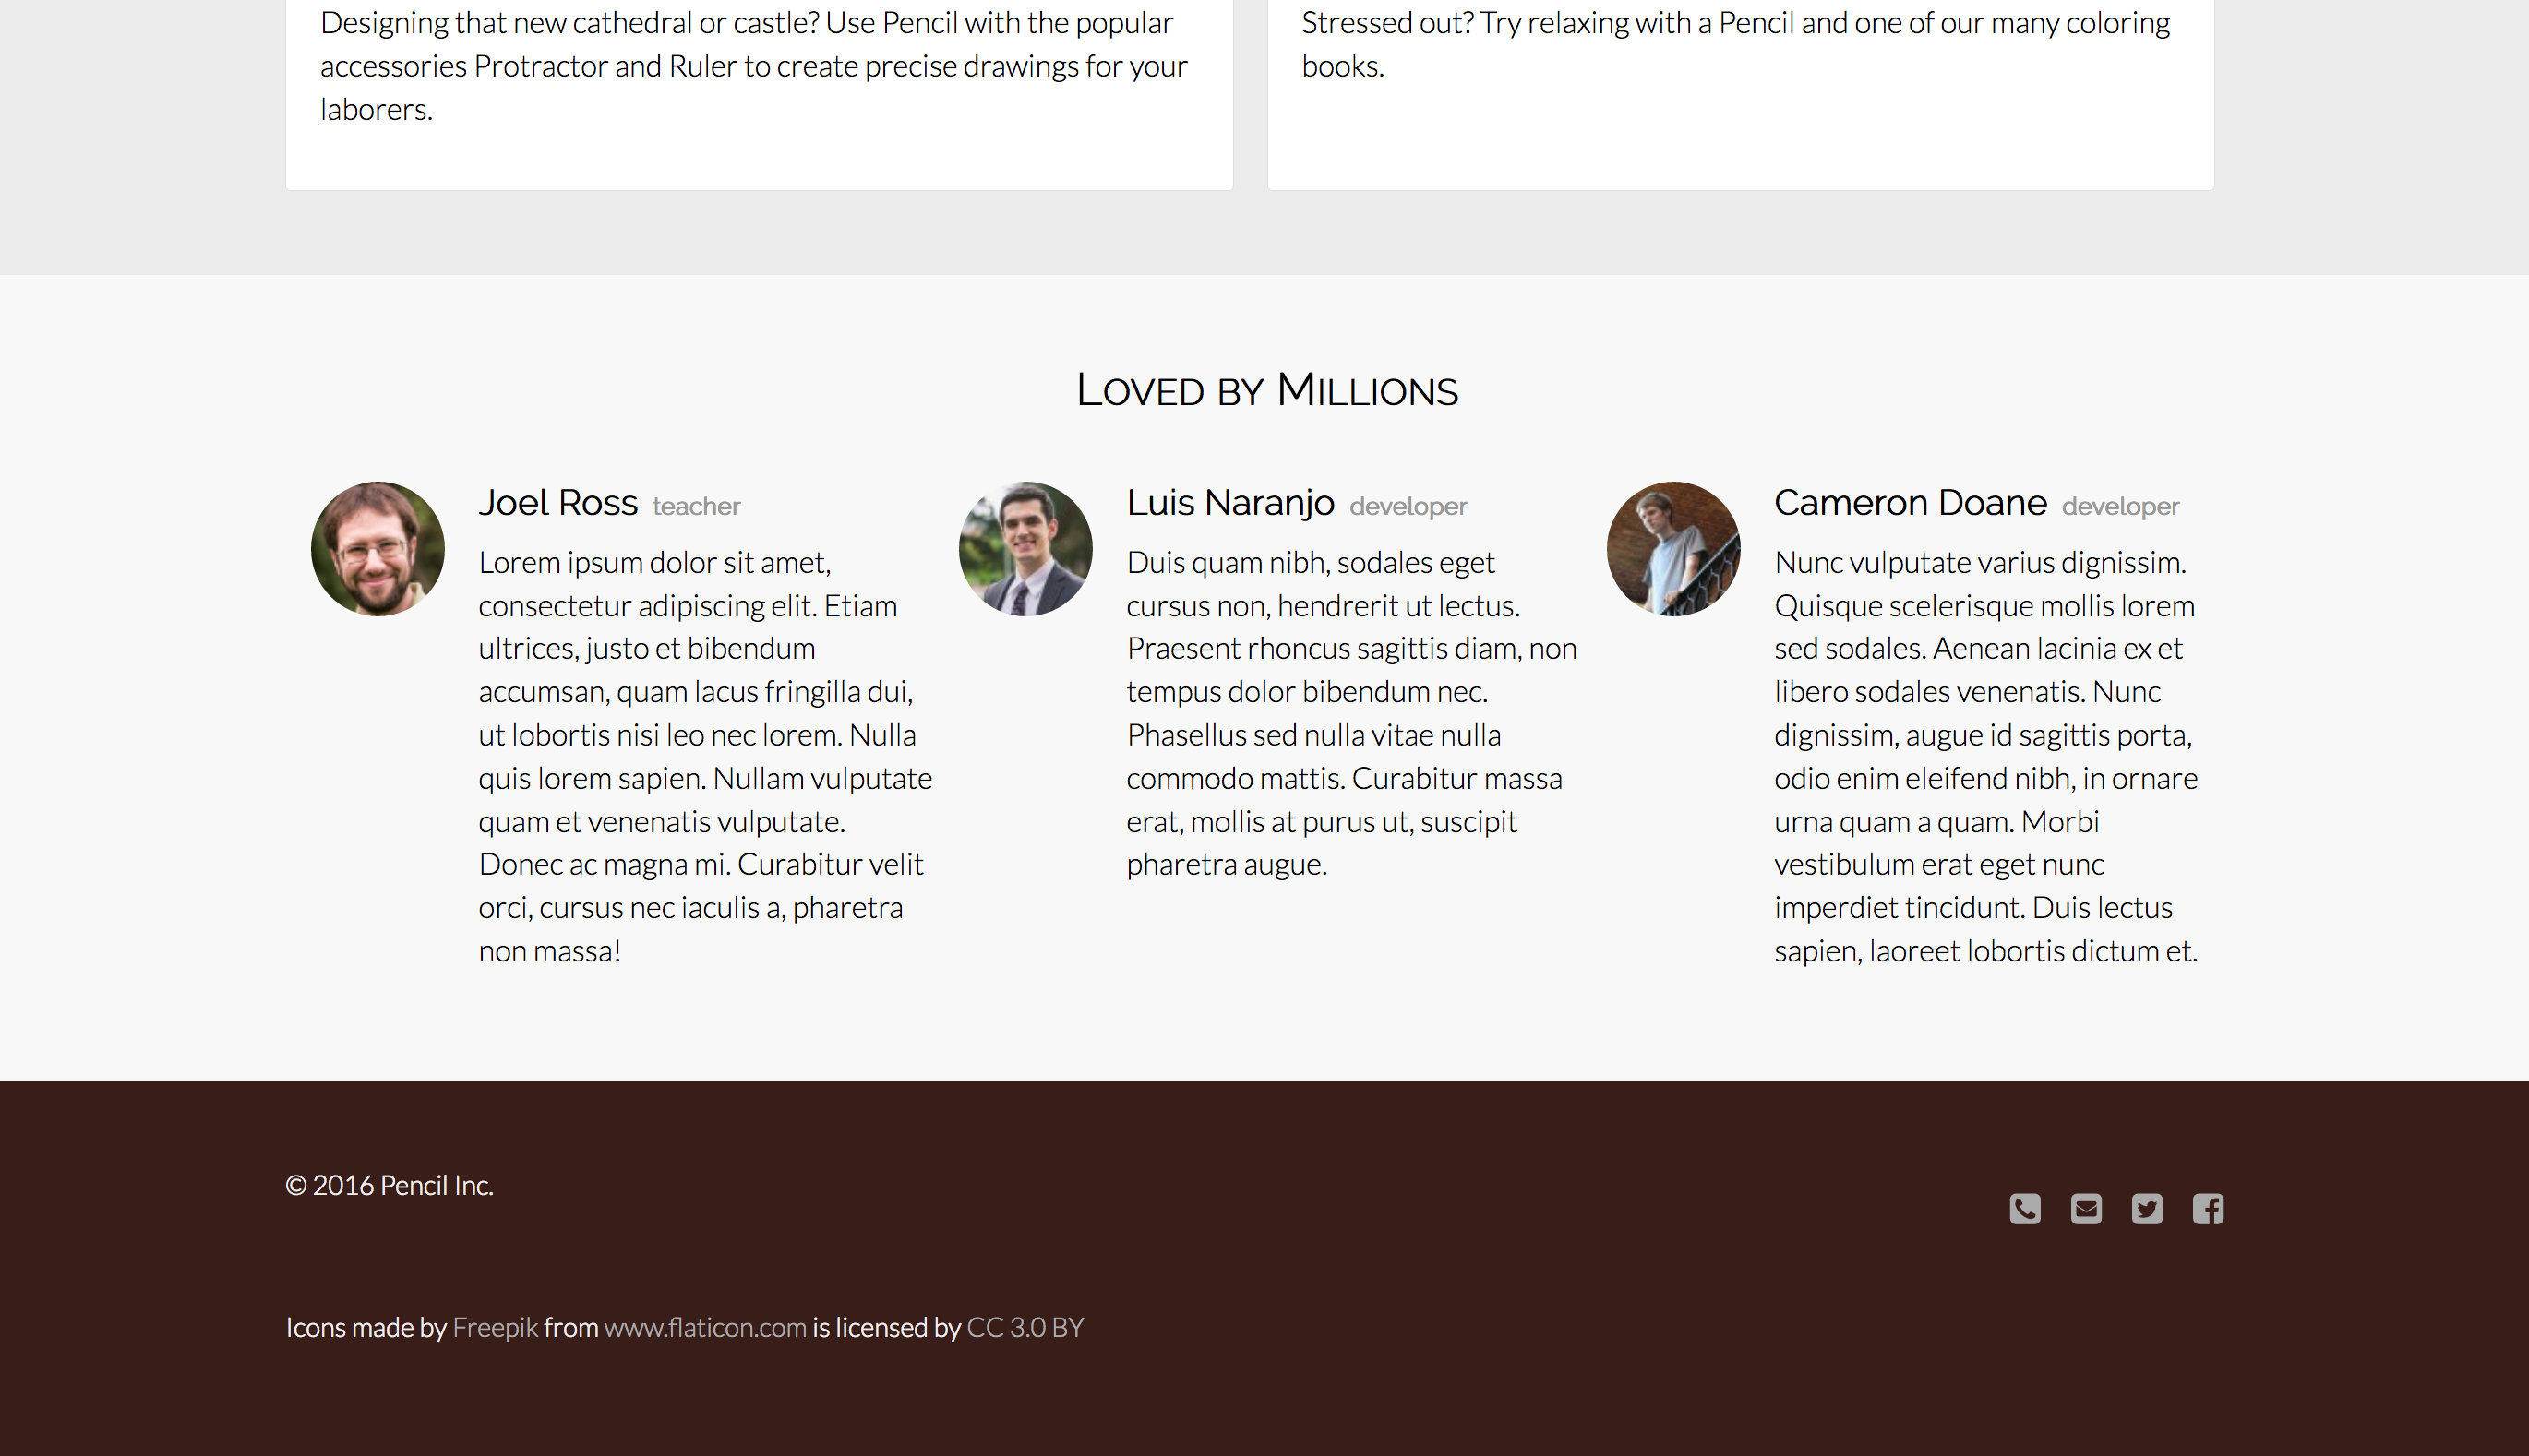 Designing that new cathedral or castle? Use Pencil with the popular
accessories Protractor and Ruler to create precise drawings for your
laborers.
Stressed out? Try relaxing with a Pencil and one of our many coloring
books.
Loved by Millions
Joel Ross teacher
Lorem ipsum dolor sit amet,
consectetur adipiscing elit. Etiam
ultrices, justo et bibendum
accumsan, quam lacus fringilla dui,
ut lobortis nisi leo nec lorem. Nulla
quis lorem sapien. Nullam vulputate
quam et venenatis vulputate.
Donec ac magna mi. Curabitur velit
orci, cursus nec iaculis a, pharetra
non massa!
Luis Naranjo developer
Duis quam nibh, sodales eget
cursus non, hendrerit ut lectus.
Praesent rhoncus sagittis diam, non
tempus dolor bibendum nec.
Phasellus sed nulla vitae nulla
commodo mattis. Curabitur massa
erat, mollis at purus ut, suscipit
pharetra augue.
Cameron Doane developer
Nunc vulputate varius dignissim.
Quisque scelerisque mollis lorem
sed sodales. Aenean lacinia ex et
libero sodales venenatis. Nunc
dignissim, augue id sagittis porta,
odio enim eleifend nibh, in ornare
urna quam a quam. Morbi
vestibulum erat eget nunc
imperdiet tincidunt. Duis lectus
sapien, laoreet lobortis dictum et.
© 2016 Pencil Inc.
Icons made by Freepik from www.flaticon.com is licensed by CC 3.0 BY